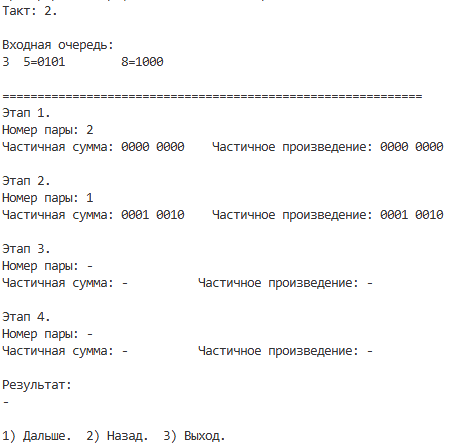 Такт: 2.
Входная очередь:
3  5=0101        8=1000
============================================================
Этап 1.
Номер пары: 2
Частичная сумма: 0000 0000    Частичное произведение: 0000 0000
Этап 2.
Номер пары: 1
Частичная сумма: 0001 0010    Частичное произведение: 0001 0010
Этап 3.
Номер пары: -
Частичная сумма: -          Частичное произведение: -
Этап 4.
Номер пары: -
Частичная сумма: -          Частичное произведение: -
Результат:
-
1) Дальше.  2) Назад.  3) Выход.